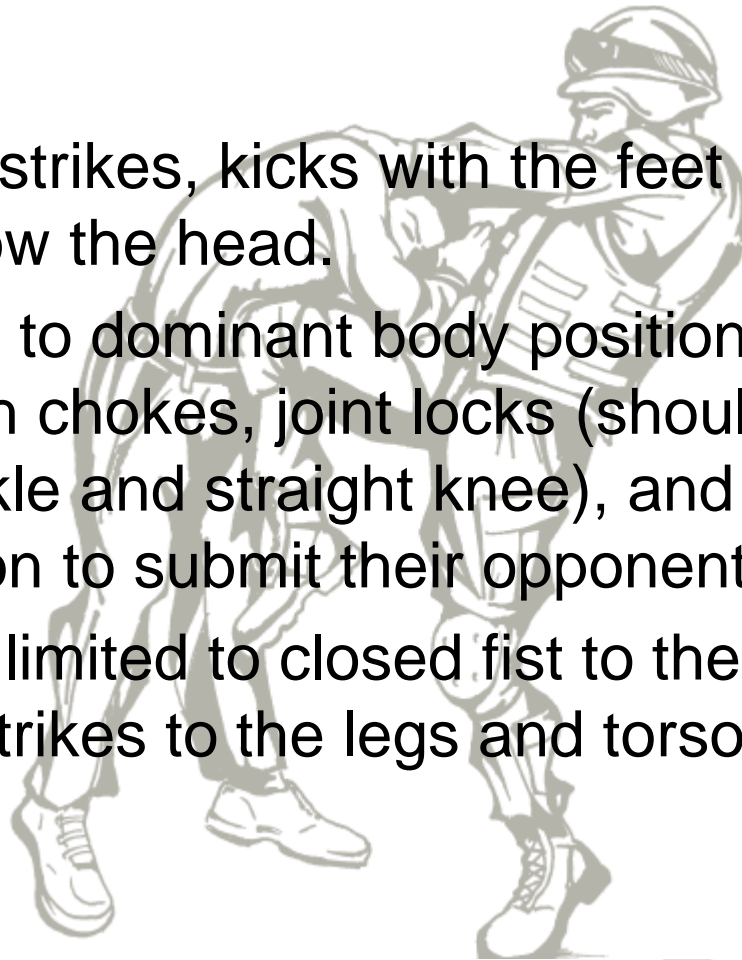 strikes, kicks with the feet
ow the head.
to dominant body position
n chokes, joint locks (shoul
kle and straight knee), and
on to submit their opponent
limited to closed fist to the
trikes to the legs and torso